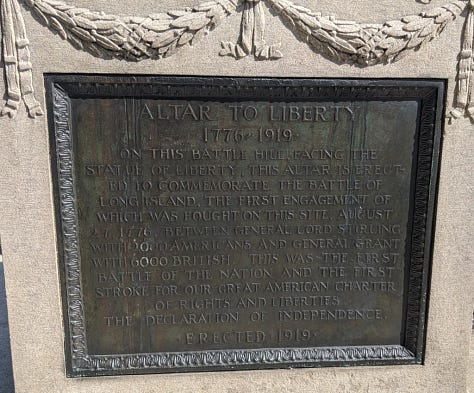 ALTAR TO LIBERTY
1776-1919
ON THIS BATTLE HILL FACING THE
STATUE OF LIBERTY, THIS ALTAR IS ERECT-
ED TO COMMEMORATE THE BATTLE OF
LONG ISLAND, THE FIRST ENGAGEMENT OF
WHICH WAS FOUGHT ON THIS SITE, AUGUST
27, 1776, BETWEEN GENERAL LORD STIRLING
WITH AMERICANS AND GENERAL GRANT
WITH 6000 BRITISH. THIS WAS THE FIRST
BATTLE OF THE NATION AND THE FIRST
STROKE FOR OUR GREAT AMERICAN CHARTER
OF RIGHTS AND LIBERTIES
THE DECLARATION OF INDEPENDENCE.
·ERECTED 1919·